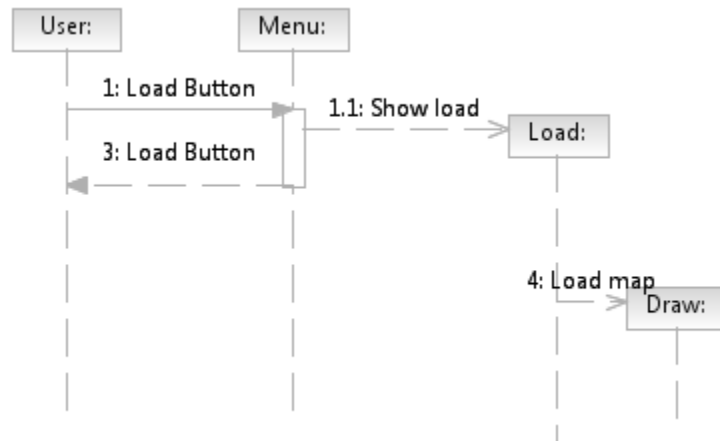 User:
Menu:
1: Load Button
1.1: Show load
Load:
3: Load Button
4: Load map
Draw: